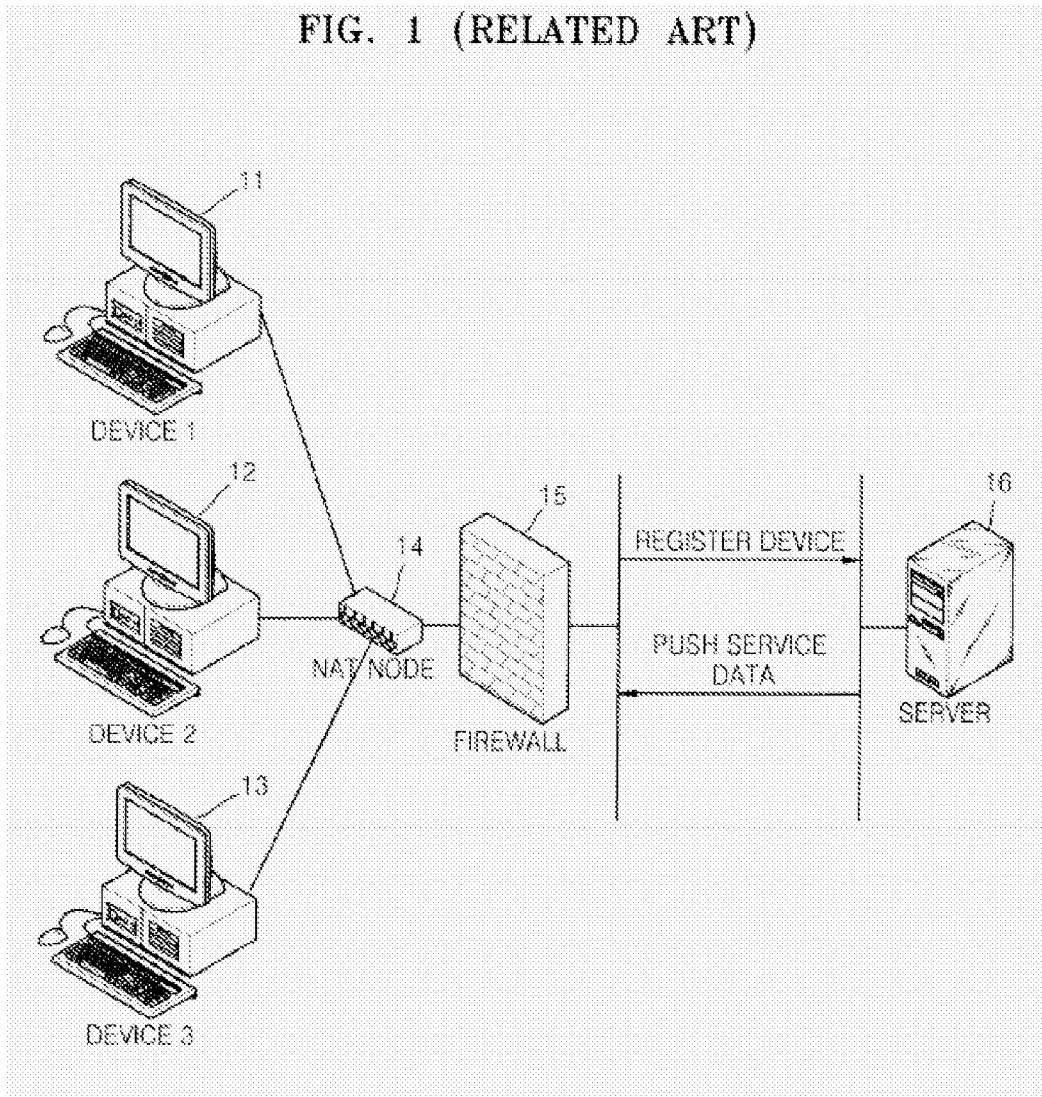 FIG. 1 (RELATED ART)
11
DEVICE 1
12
DEVICE 2
13
DEVICE 3
14
NAT NODE
15
FIREWALL
REGISTER DEVICE
PUSH SERVICE
DATA
16
SERVER